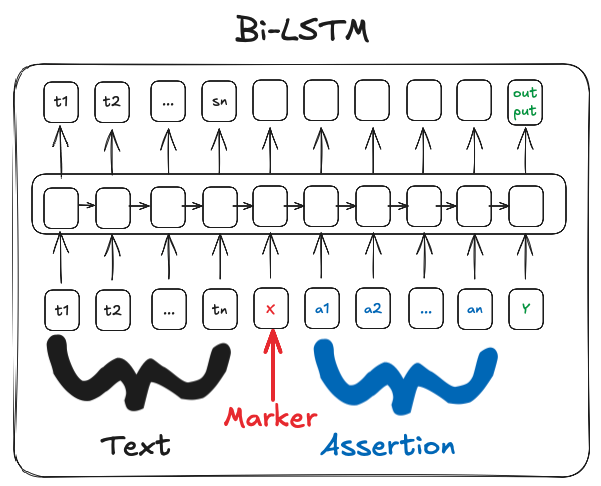 Bi-LSTM
t1 t2 ... sn out
put
t1 t2 ... tn X a1 a2 ... an Y
Marker
Text Assertion